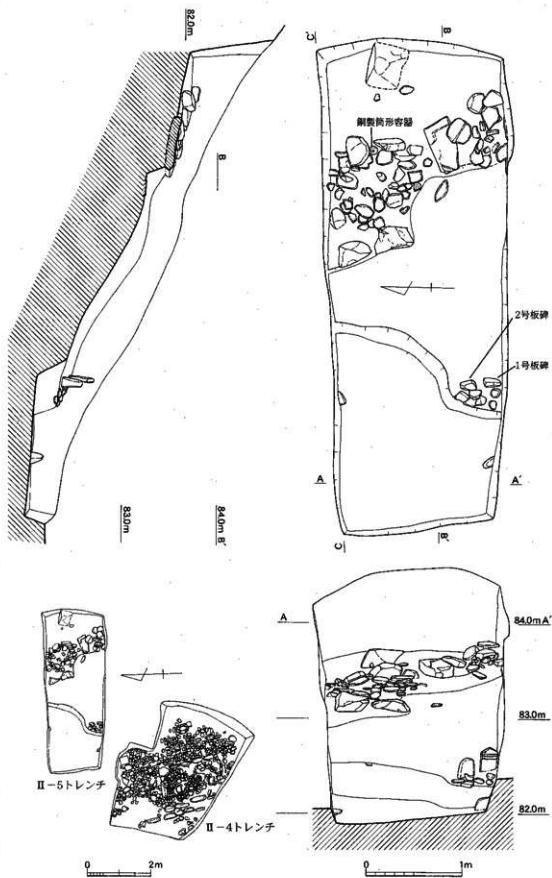 82.0m
B
83.0m
84.0m B'
C'
B
銅製筒形容器
2号板碑
1号板碑
A
A'
C
B'
A
84.0m A'
83.0m
82.0m
II-5トレンチ
II-4トレンチ
0 2m
0 1m